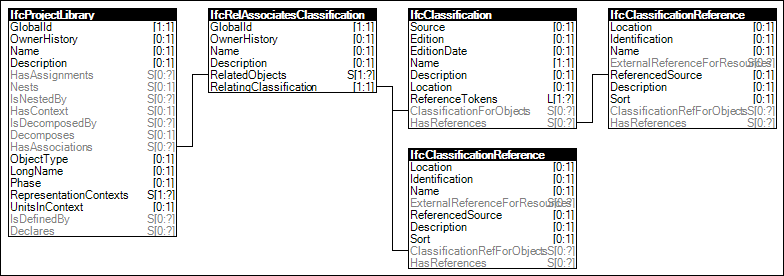 IfcProjectLibrary
GlobalId [1:1]
OwnerHistory [0:1]
Name [0:1]
Description [0:1]
HasAssignments S[0:?]
Nests S[0:?]
IsNestedBy S[0:?]
HasContext S[0:?]
IsDecomposedBy S[0:?]
Decomposes S[0:?]
HasAssociations S[0:?]
ObjectType [0:1]
LongName [0:1]
Phase [0:1]
RepresentationContexts S[1:?]
UnitsInContext [0:1]
IsDefinedBy S[0:?]
Declares S[0:?]
IfcRelAssociatesClassification
GlobalId [1:1]
OwnerHistory [0:1]
Name [0:1]
Description [0:1]
RelatedObjects S[1:?]
RelatingClassification [1:1]
IfcClassification
Source [0:1]
Edition [0:1]
EditionDate [0:1]
Name [1:1]
Description [0:1]
Location [0:1]
ReferenceTokens L[1:?]
ClassificationForObjects S[0:?]
HasReferences S[0:?]
IfcClassificationReference
Location [0:1]
Identification [0:1]
Name [0:1]
ExternalReferenceForResources S[0:?]
ReferencedSource [0:1]
Description [0:1]
Sort [0:1]
ClassificationRefForObjects S[0:?]
HasReferences S[0:?]
IfcClassificationReference
Location [0:1]
Identification [0:1]
Name [0:1]
ExternalReferenceForResources S[0:?]
ReferencedSource [0:1]
Description [0:1]
Sort [0:1]
ClassificationRefForObjects S[0:?]
HasReferences S[0:?]